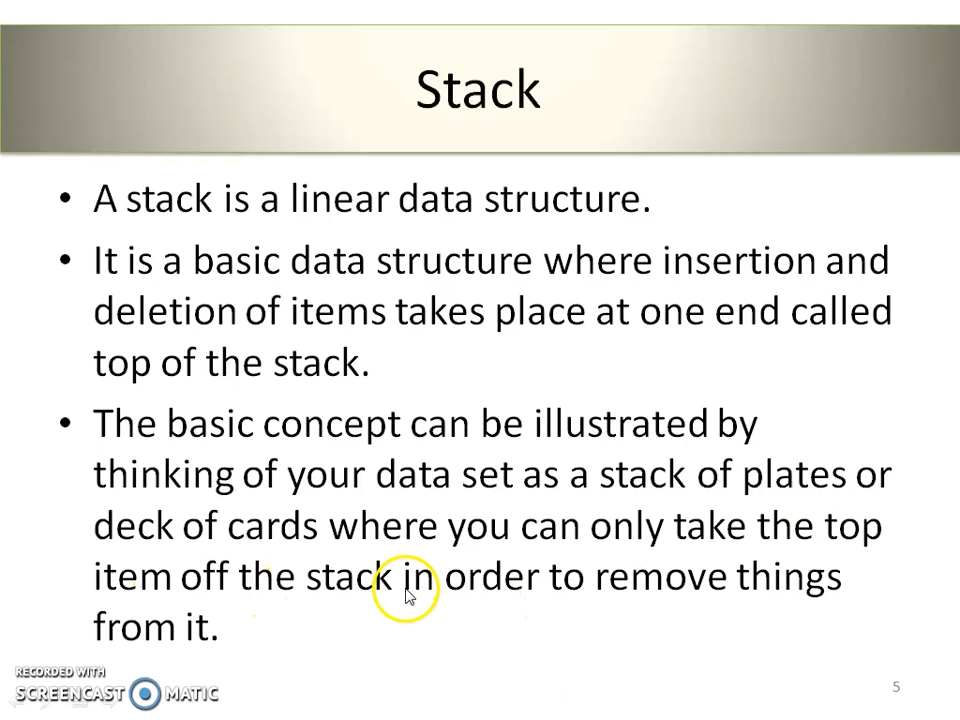 Stack
• A stack is a linear data structure.
• It is a basic data structure where insertion and
deletion of items takes place at one end called
top of the stack.
• The basic concept can be illustrated by
thinking of your data set as a stack of plates or
deck of cards where you can only take the top
item off the stack in order to remove things
from it.
RECORDED WITH
SCREENCAST MATIC
5